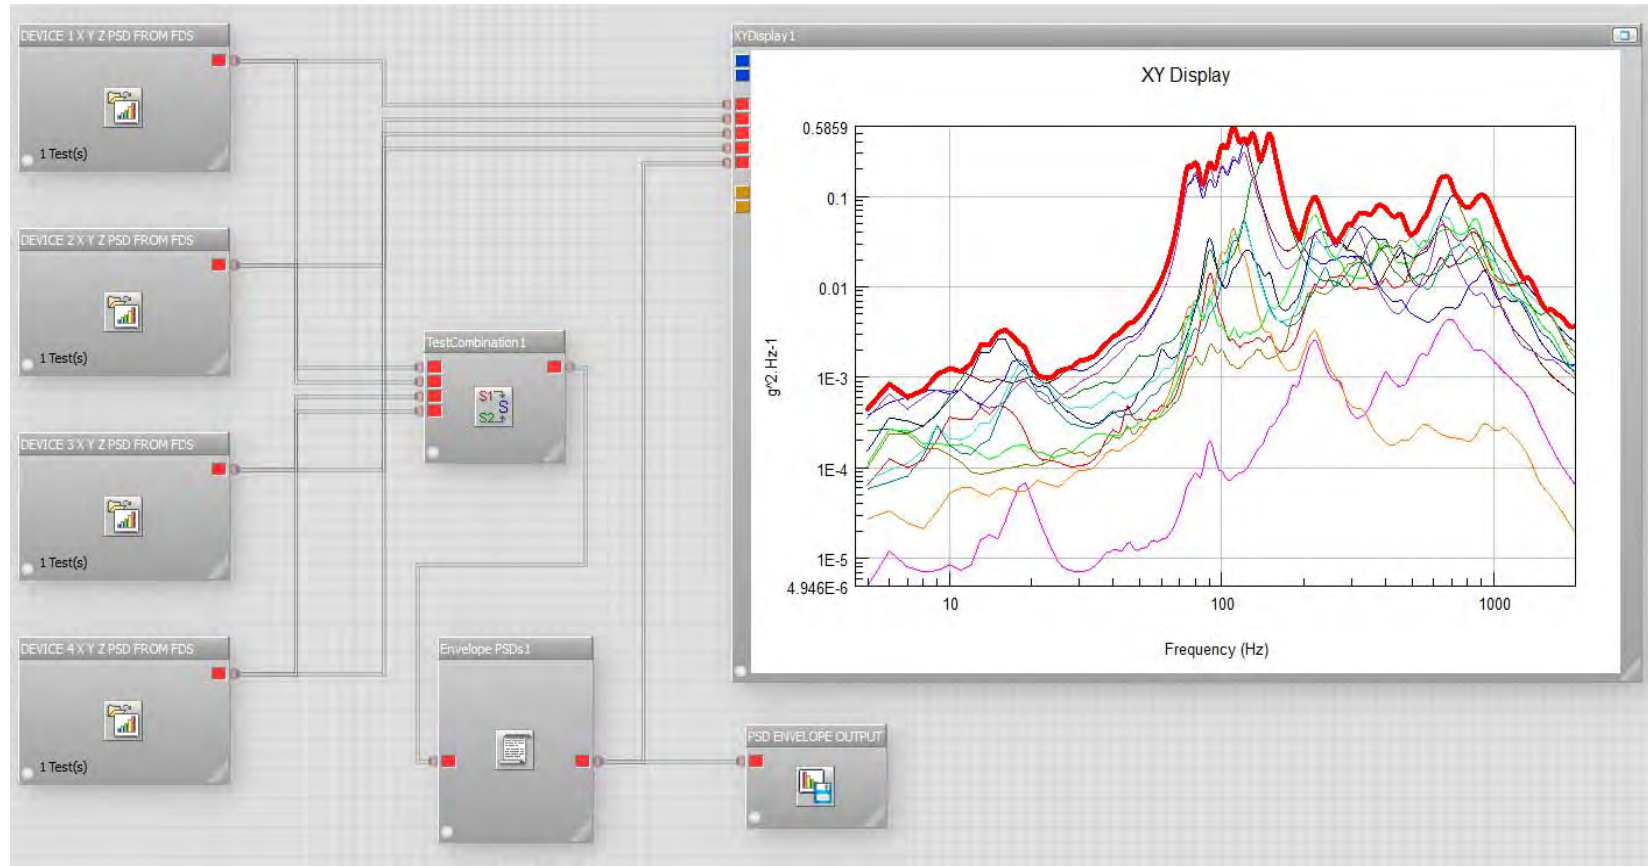 DEVICE 1 X Y Z PSD FROM FDS
1 Test(s)
DEVICE 2 X Y Z PSD FROM FDS
1 Test(s)
DEVICE 3 X Y Z PSD FROM FDS
1 Test(s)
DEVICE 4 X Y Z PSD FROM FDS
1 Test(s)
TestCombination1
S1
S2
S
Envelope PSDs1
PSD ENVELOPE OUTPUT
XYDisplay1
XY Display
0.5859
0.1
0.01
1E-3
1E-4
1E-5
4.946E-6
g^2.Hz-1
10
100
1000
Frequency (Hz)